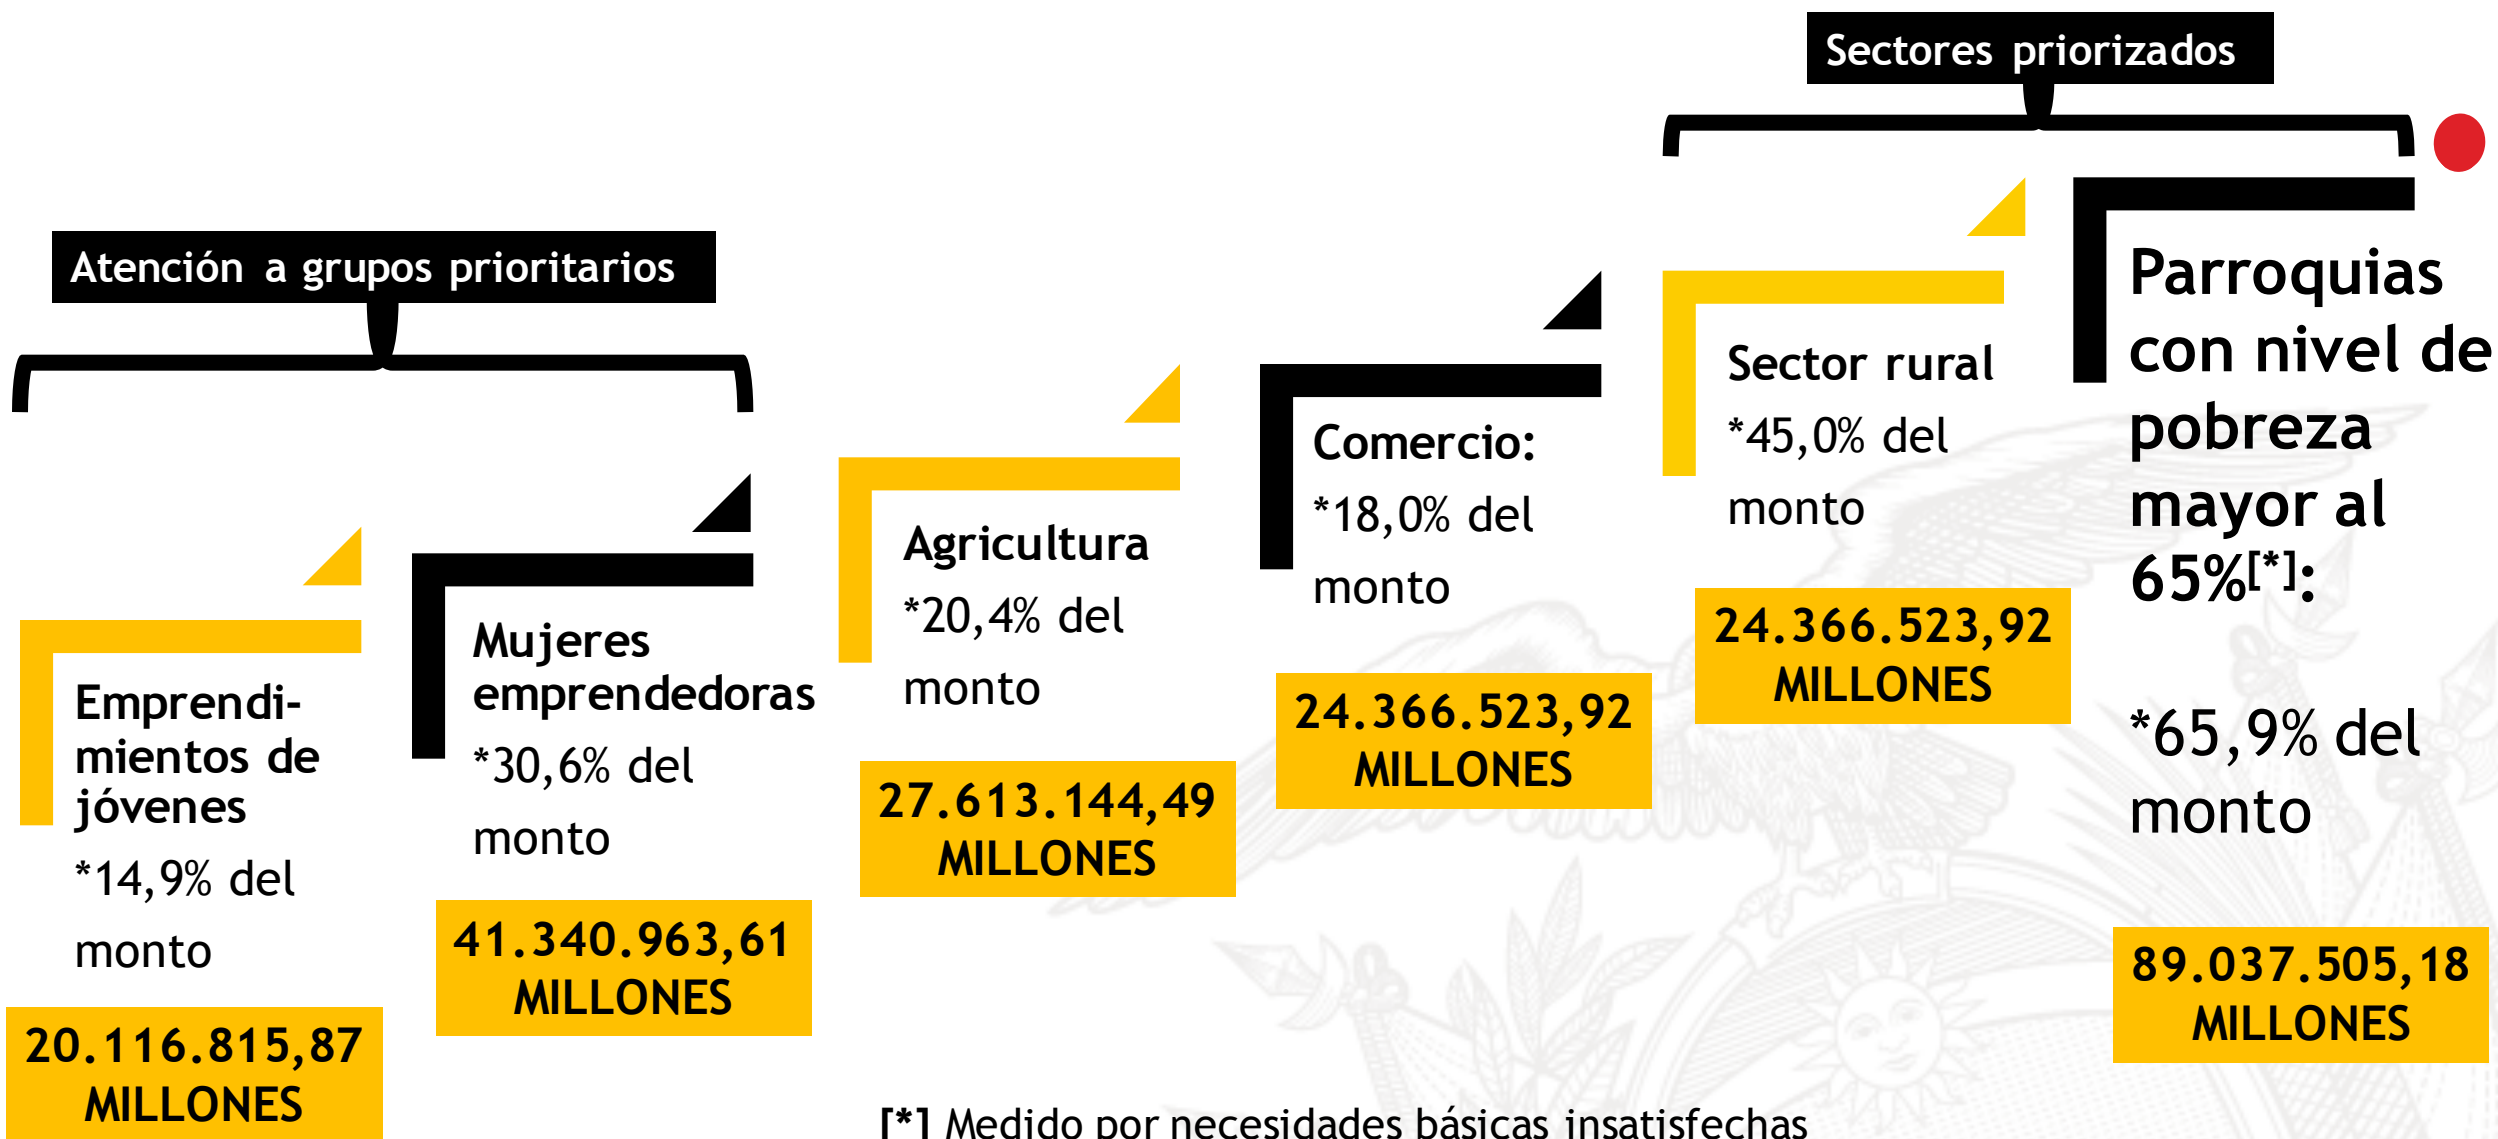 Sectores priorizados
Atención a grupos prioritarios
Emprendi-
mientos de
jóvenes
*14,9% del
monto
20.116.815,87
MILLONES
Mujeres
emprendedoras
*30,6% del
monto
41.340.963,61
MILLONES
Agricultura
*20,4% del
monto
27.613.144,49
MILLONES
Comercio:
*18,0% del
monto
24.366.523,92
MILLONES
Sector rural
*45,0% del
monto
24.366.523,92
MILLONES
Parroquias
con nivel de
pobreza
mayor al
65%[*]:
*65,9% del
monto
89.037.505,18
MILLONES
[*] Medido por necesidades básicas insatisfechas